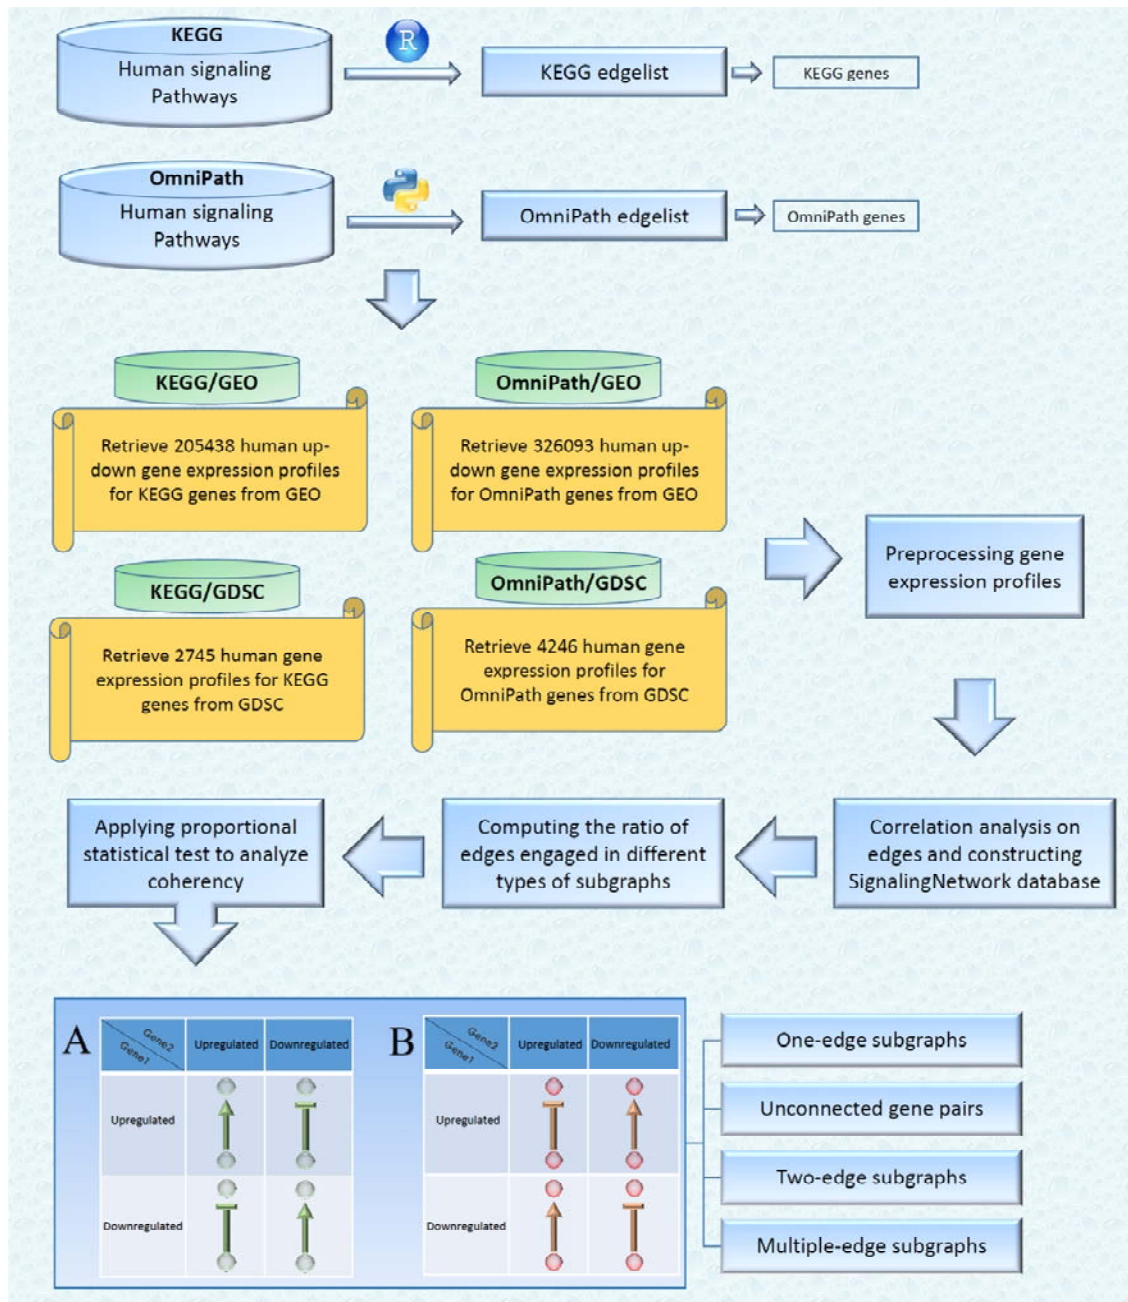 KEGG
Human signaling
Pathways
R
KEGG edgelist
KEGG genes
OmniPath
Human signaling
Pathways
OmniPath edgelist
OmniPath genes
KEGG/GEO
Retrieve 205438 human up-
down gene expression profiles
for KEGG genes from GEO
OmniPath/GEO
Retrieve 326093 human up-
down gene expression profiles
for OmniPath genes from GEO
KEGG/GDSC
Retrieve 2745 human gene
expression profiles for KEGG
genes from GDSC
OmniPath/GDSC
Retrieve 4246 human gene
expression profiles for
OmniPath genes from GDSC
Preprocessing gene
expression profiles
Correlation analysis on
edges and constructing
SignalingNetwork database
Computing the ratio of
edges engaged in different
types of subgraphs
Applying proportional
statistical test to analyze
coherency
A
Gene2
Gene1
Upregulated
Downregulated
Upregulated
Downregulated
B
Gene2
Gene1
Upregulated
Downregulated
Upregulated
Downregulated
One-edge subgraphs
Unconnected gene pairs
Two-edge subgraphs
Multiple-edge subgraphs